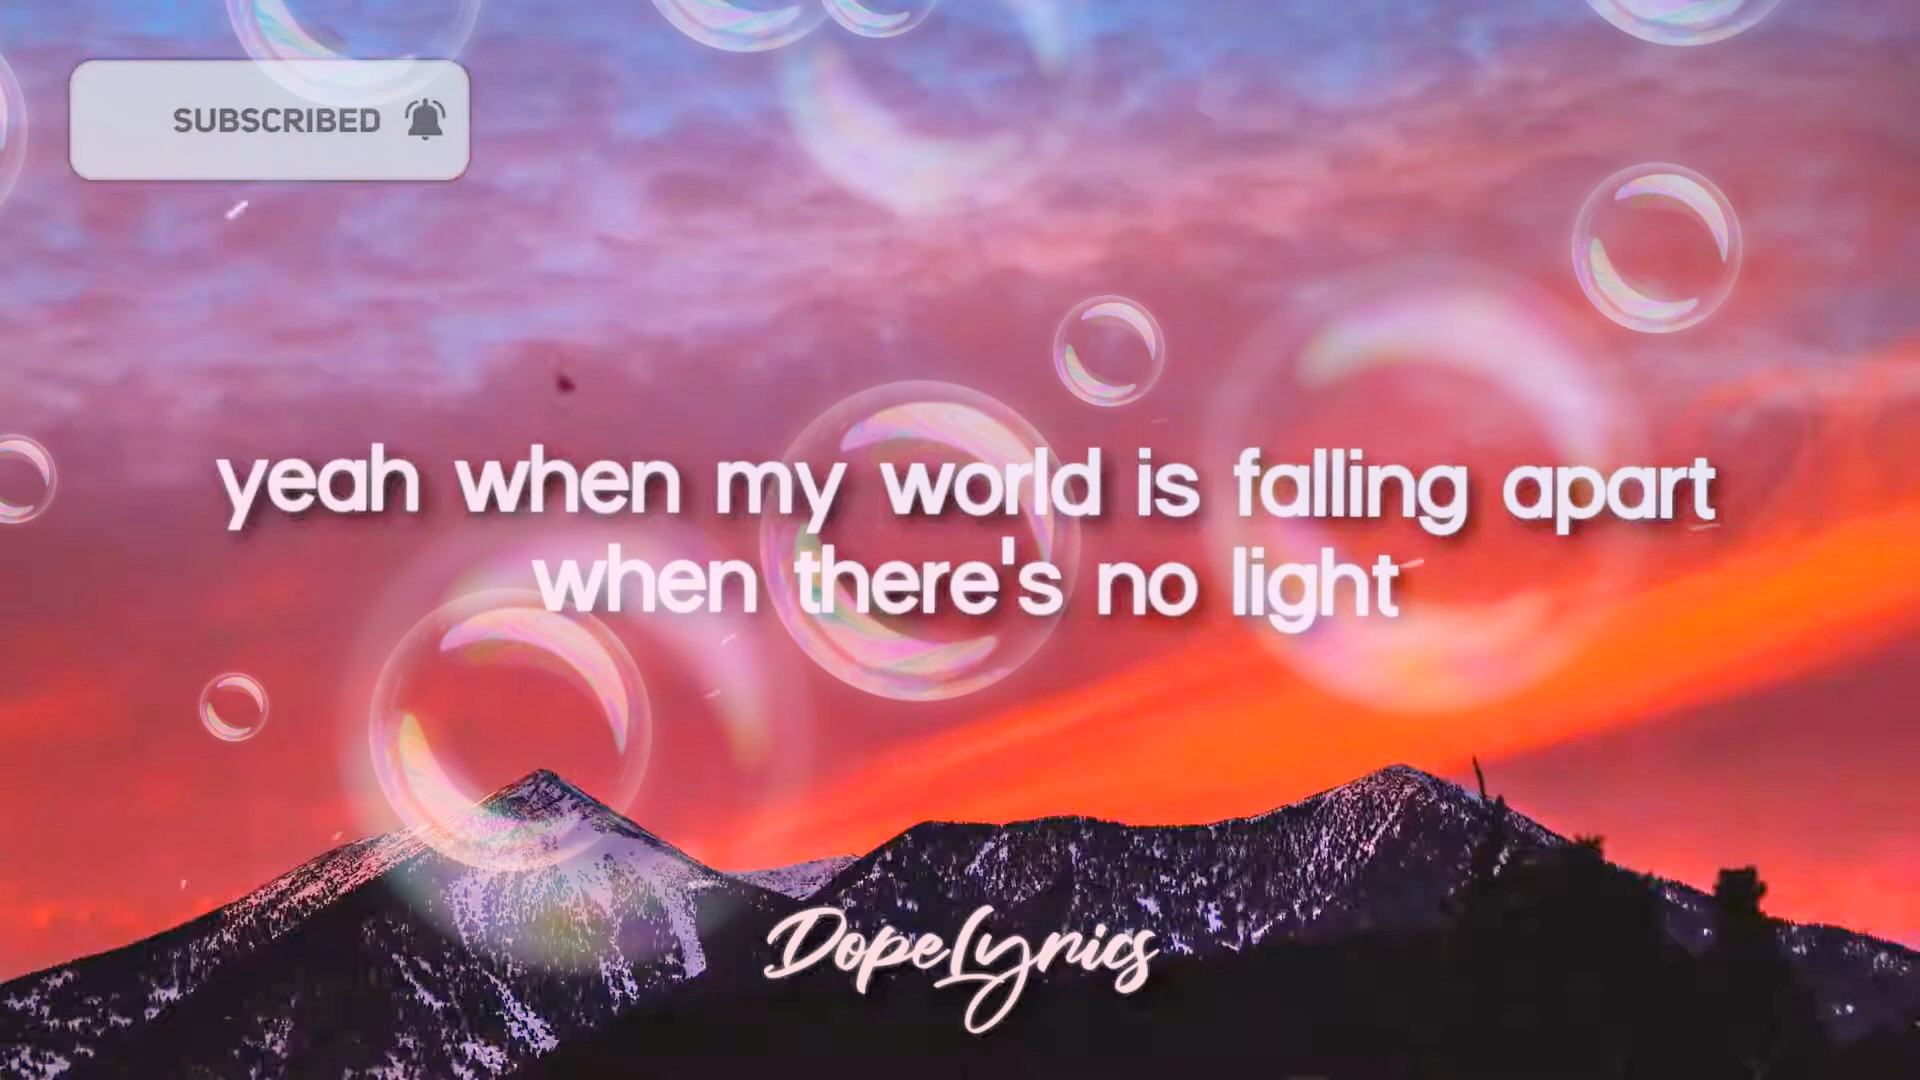 SUBSCRIBED
yeah when my world is falling apart
when there's no light
DopeLyrics